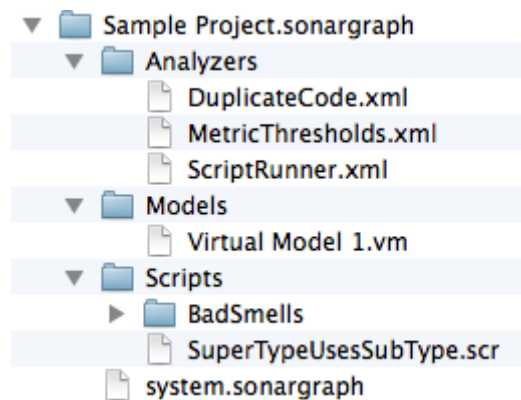 Sample Project.sonargraph
Analyzers
DuplicateCode.xml
MetricThresholds.xml
ScriptRunner.xml
Models
Virtual Model 1.vm
Scripts
BadSmells
SuperTypeUsesSubType.scr
system.sonargraph